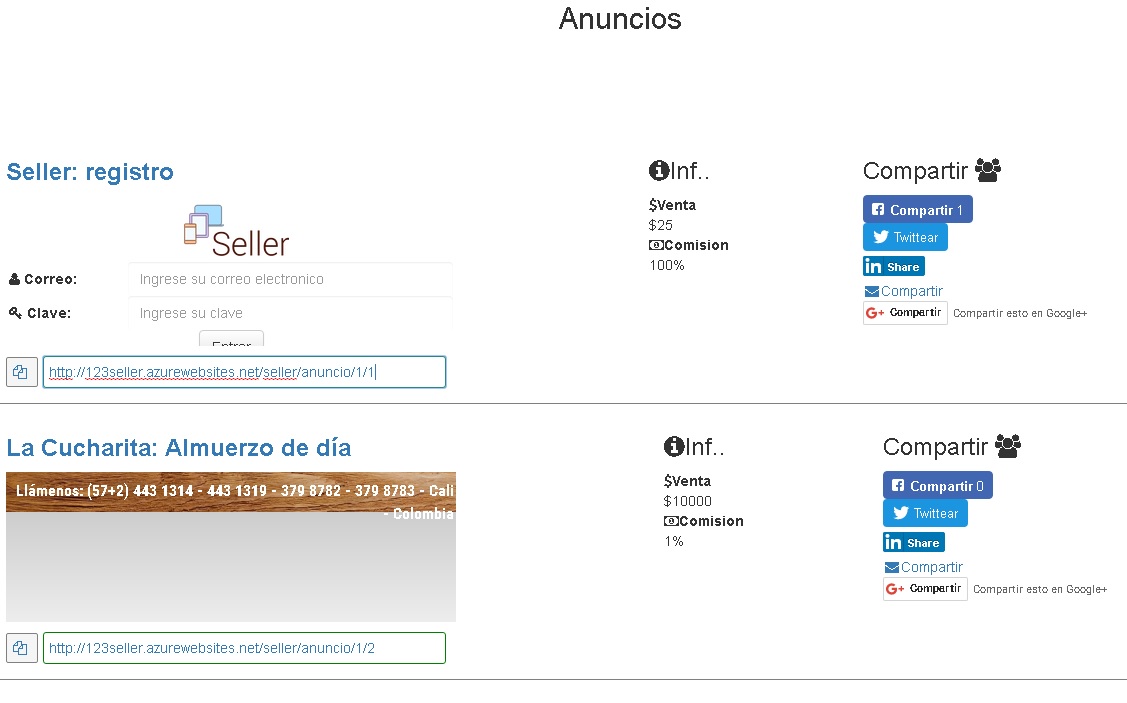 Anuncios
Seller: registro
Seller
Correo:
Ingrese su correo electronico
Clave:
Ingrese su clave
Entrar
http://123seller.azurewebsites.net/seller/anuncio/1/1
Inf..
$Venta
$25
Comision
100%
Compartir
Compartir 1
Twittear
in Share
Compartir
G+ Compartir Compartir esto en Google+
La Cucharita: Almuerzo de día
Llámenos: (57+2) 443 1314 - 443 1319 - 379 8782 - 379 8783 - Cali
- Colombia
http://123seller.azurewebsites.net/seller/anuncio/1/2
Inf..
$Venta
$10000
Comision
1%
Compartir
Compartir 0
Twittear
in Share
Compartir
G+ Compartir Compartir esto en Google+